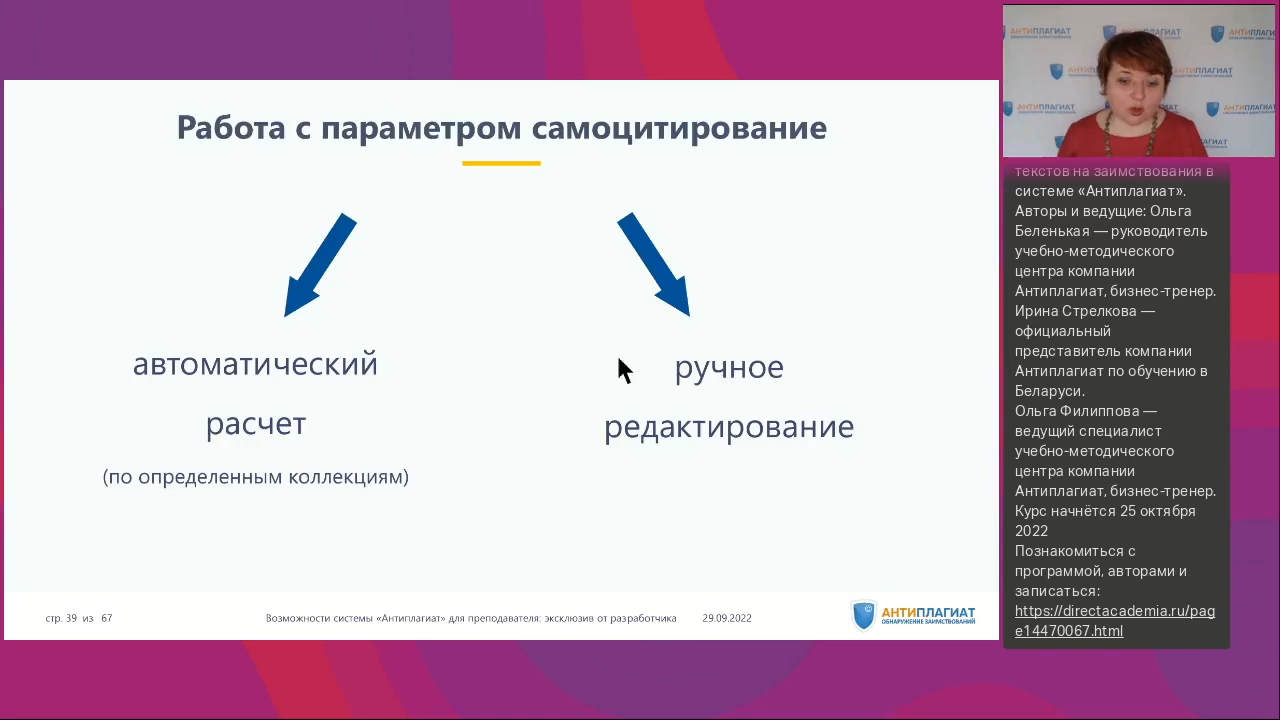 Работа с параметром самоцитирование
автоматический
расчет
(по определенным коллекциям)
ручное
редактирование
стр. 39 из 67
Возможности системы «Антиплагиат» для преподавателя: эксклюзив от разработчика
29.09.2022
АНТИПЛАГИАТ
ОБНАРУЖЕНИЕ ЗАИМСТВОВАНИЙ
АНТИПЛАГИАТ
текстов на заимствования в
системе «Антиплагиат».
Авторы и ведущие: Ольга
Беленькая — руководитель
учебно-методического
центра компании
Антиплагиат, бизнес-тренер.
Ирина Стрелкова —
официальный
представитель компании
Антиплагиат по обучению в
Беларуси.
Ольга Филиппова —
ведущий специалист
учебно-методического
центра компании
Антиплагиат, бизнес-тренер.
Курс начнётся 25 октября
2022
Познакомиться с
программой, авторами и
записаться:
https://directacademia.ru/pag
e14470067.html